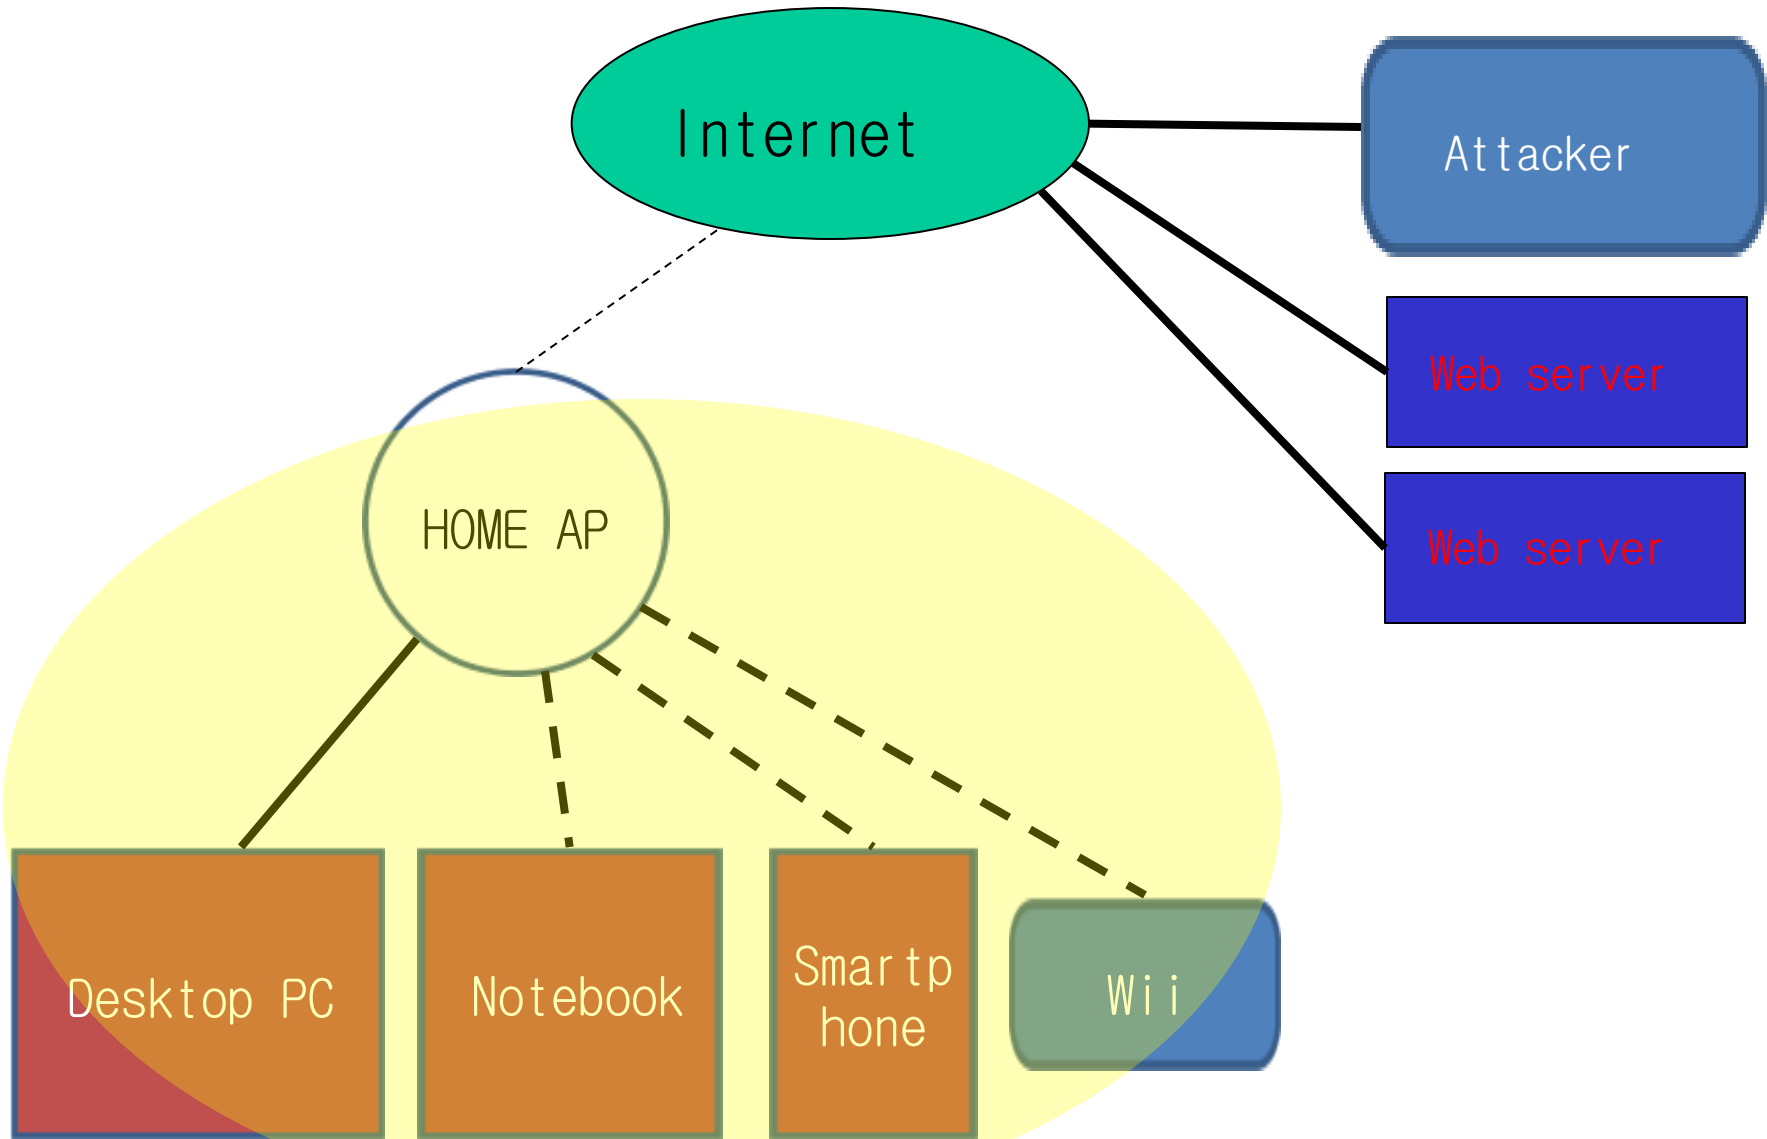 Internet
Attacker
Web server
Web server
HOME AP
Desktop PC
Notebook
Smartp
hone
Wii